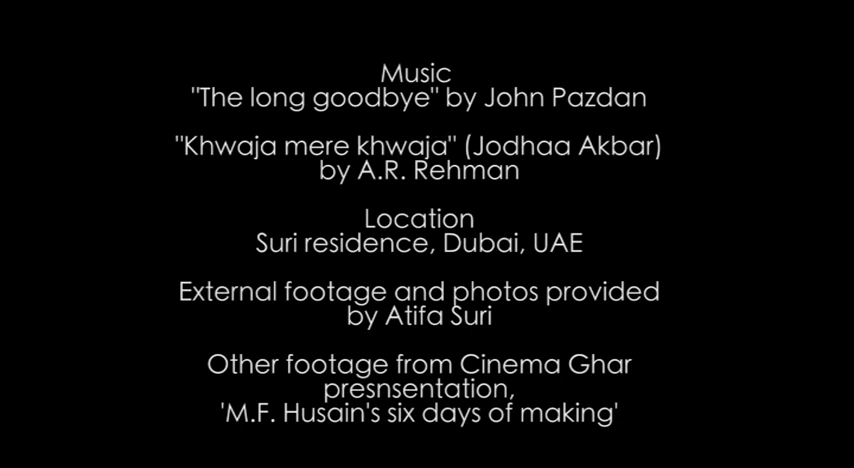 Music
"The long goodbye" by John Pazdan
"Khwaja mere khwaja" (Jodhaa Akbar)
by A.R. Rehman
Location
Suri residence, Dubai, UAE
External footage and photos provided
by Atifa Suri
Other footage from Cinema Ghar
presnsentation,
'M.F. Husain's six days of making'